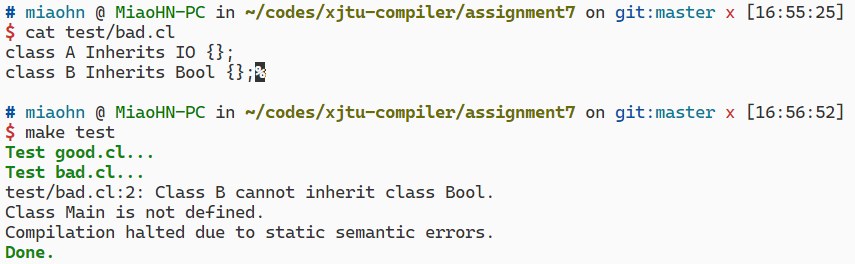 # miaohn @ MiaoHN-PC in ~/codes/xjtu-compiler/assignment7 on git:master x [16:55:25]
$ cat test/bad.cl
class A Inherits IO {};
class B Inherits Bool {};%
# miaohn @ MiaoHN-PC in ~/codes/xjtu-compiler/assignment7 on git:master x [16:56:52]
$ make test
Test good.cl...
Test bad.cl...
test/bad.cl:2: Class B cannot inherit class Bool.
Class Main is not defined.
Compilation halted due to static semantic errors.
Done.